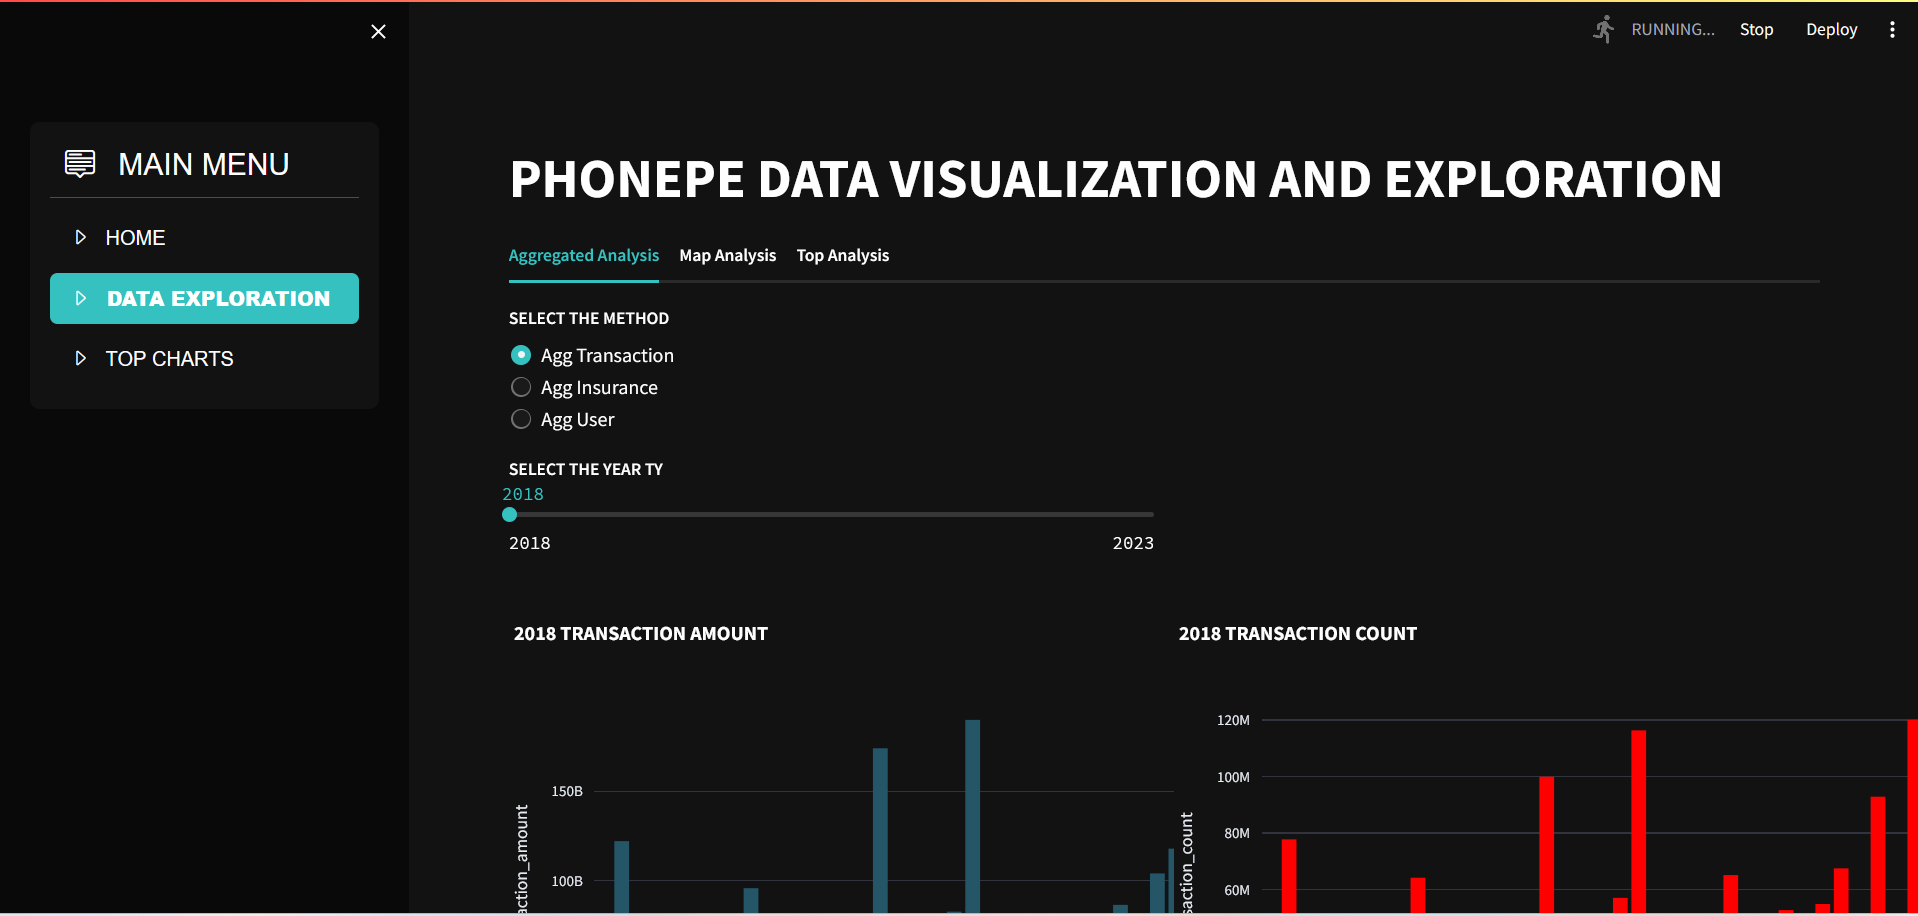 RUNNING...
Stop
Deploy
MAIN MENU
HOME
DATA EXPLORATION
TOP CHARTS
PHONEPE DATA VISUALIZATION AND EXPLORATION
Aggregated Analysis
Map Analysis
Top Analysis
SELECT THE METHOD
Agg Transaction
Agg Insurance
Agg User
SELECT THE YEAR TY
2018
2018
2023
2018 TRANSACTION AMOUNT
150B
100B
action_amount
2018 TRANSACTION COUNT
120M
100M
80M
60M
saction_count